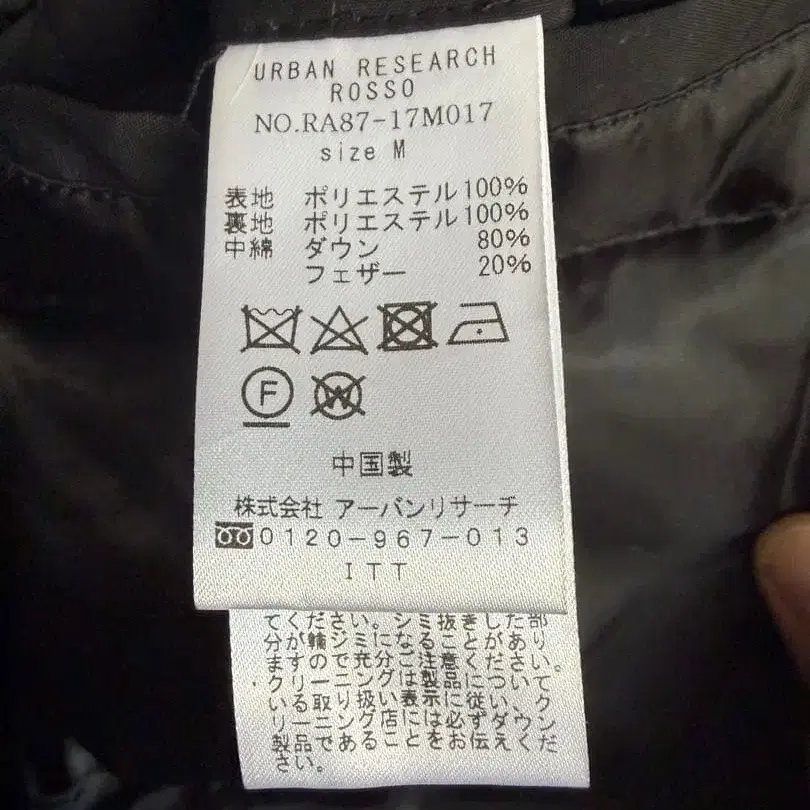 URBAN RESEARCH
ROSSO
NO.RA87-17M017
size M
表地 ポリエステル 100%
裏地 ポリエステル 100%
中綿 ダウン 80%
フェザー 20%
F
W
中国製
株式会社 アーバンリサーチ
0120-967-013
ITT
てください。シミ抜きした部
分が輪ジミになることがあり
ますので充分ご注意ください。
クリーニングは製品について
いる取り扱い表示に従い、ク
リーニング店には必ずダウン
製品であることをお伝えくだ
さい。